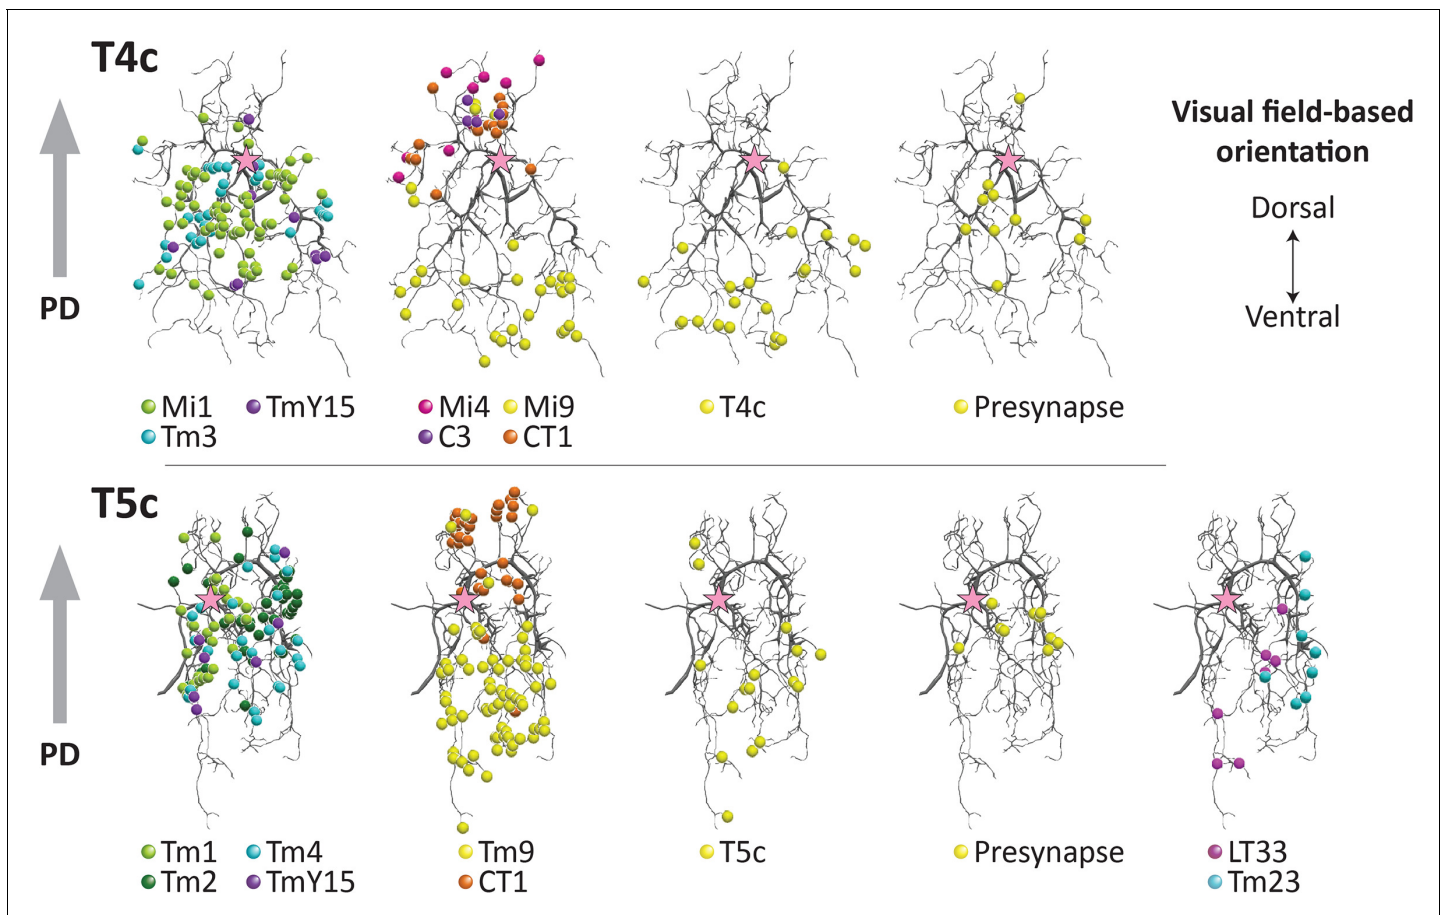 T4c
PD
Visual field-based
orientation
Dorsal
Ventral
Mi1 TmY15
Tm3
Mi4 Mi9
C3 CT1
T4c
Presynapse
T5c
PD
Tm1 Tm4
Tm2 TmY15
Tm9
CT1
T5c
Presynapse
LT33
Tm23